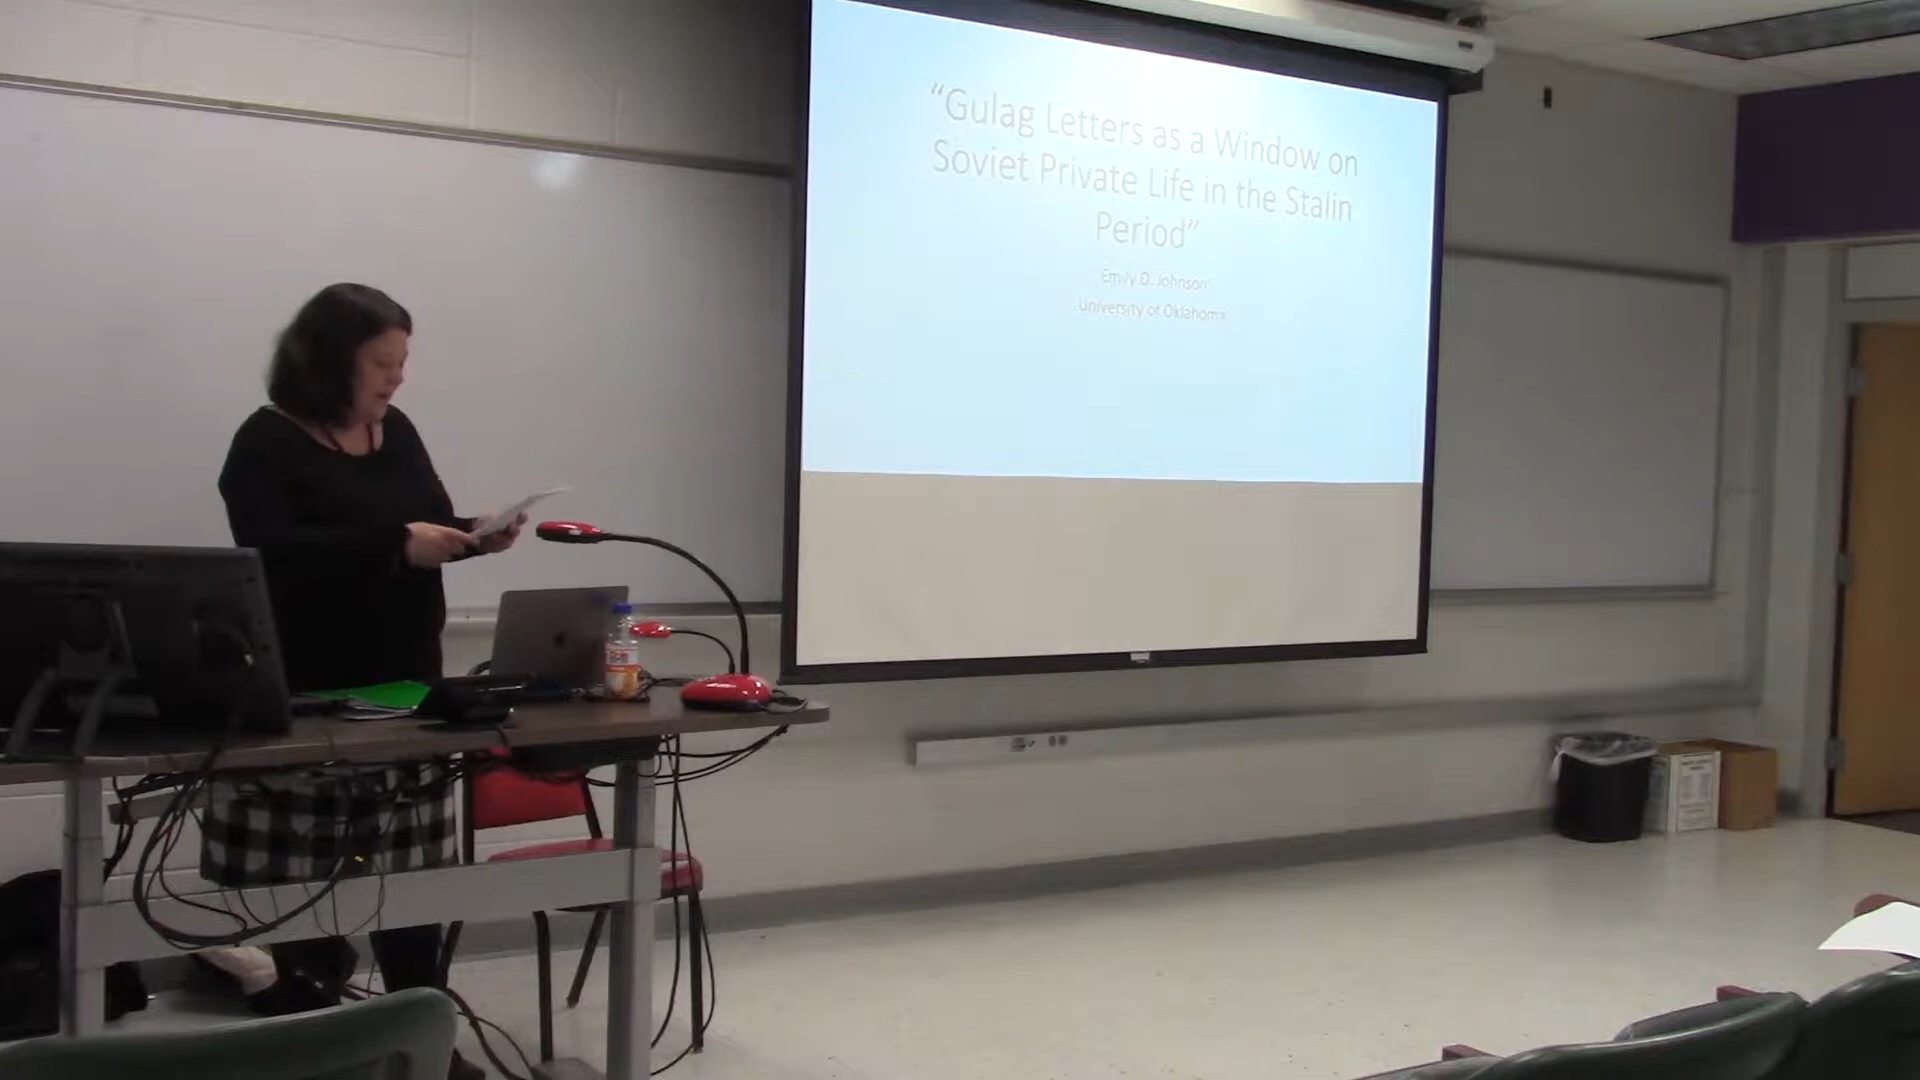 “Gulag Letters as a Window on
Soviet Private Life in the Stalin
Period”
Emily D. Johnson
University of Oklahoma